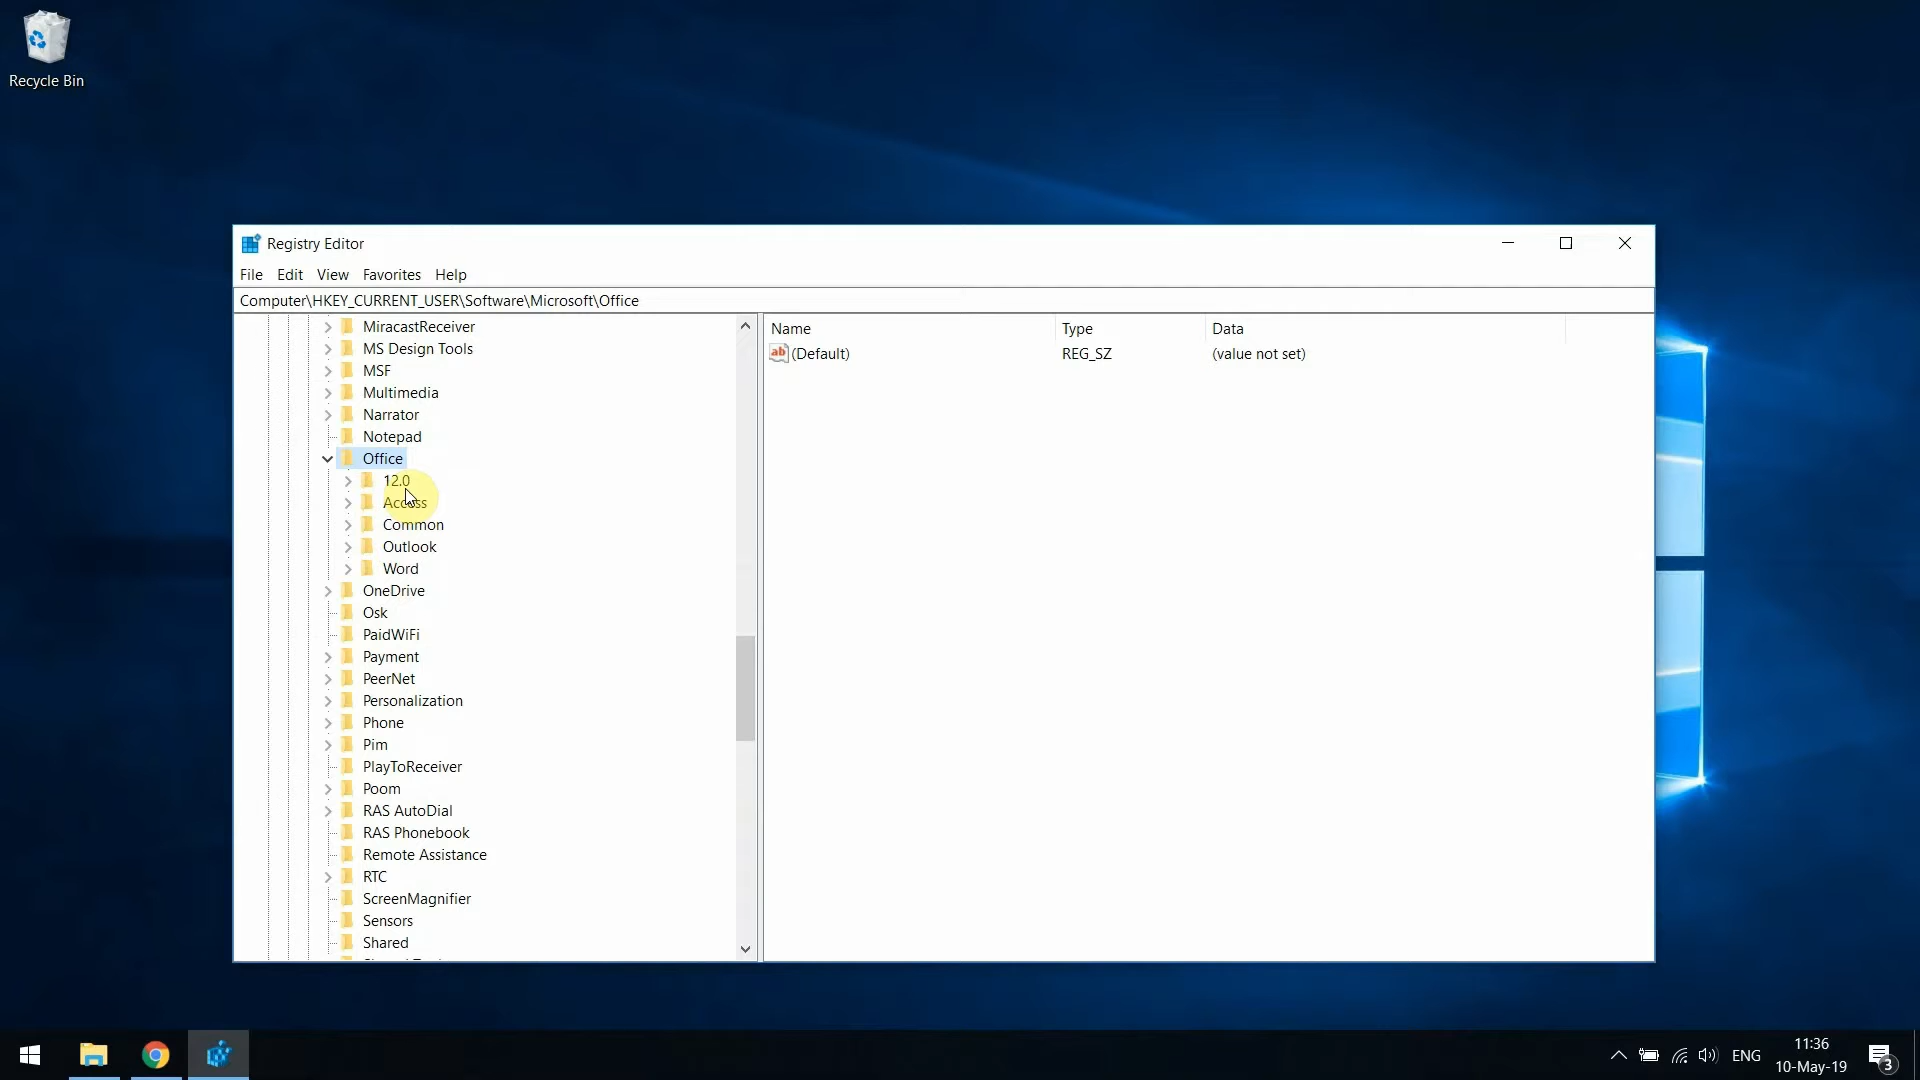 Recycle Bin
Registry Editor
File Edit View Favorites Help
Computer\HKEY_CURRENT_USER\Software\Microsoft\Office
MiracastReceiver
MS Design Tools
MSF
Multimedia
Narrator
Notepad
Office
12.0
Access
Common
Outlook
Word
OneDrive
Osk
PaidWiFi
Payment
PeerNet
Personalization
Phone
Pim
PlayToReceiver
Poom
RAS AutoDial
RAS Phonebook
Remote Assistance
RTC
ScreenMagnifier
Sensors
Shared
Name Type Data
ab (Default) REG_SZ (value not set)
ENG
11:36
10-May-19
3